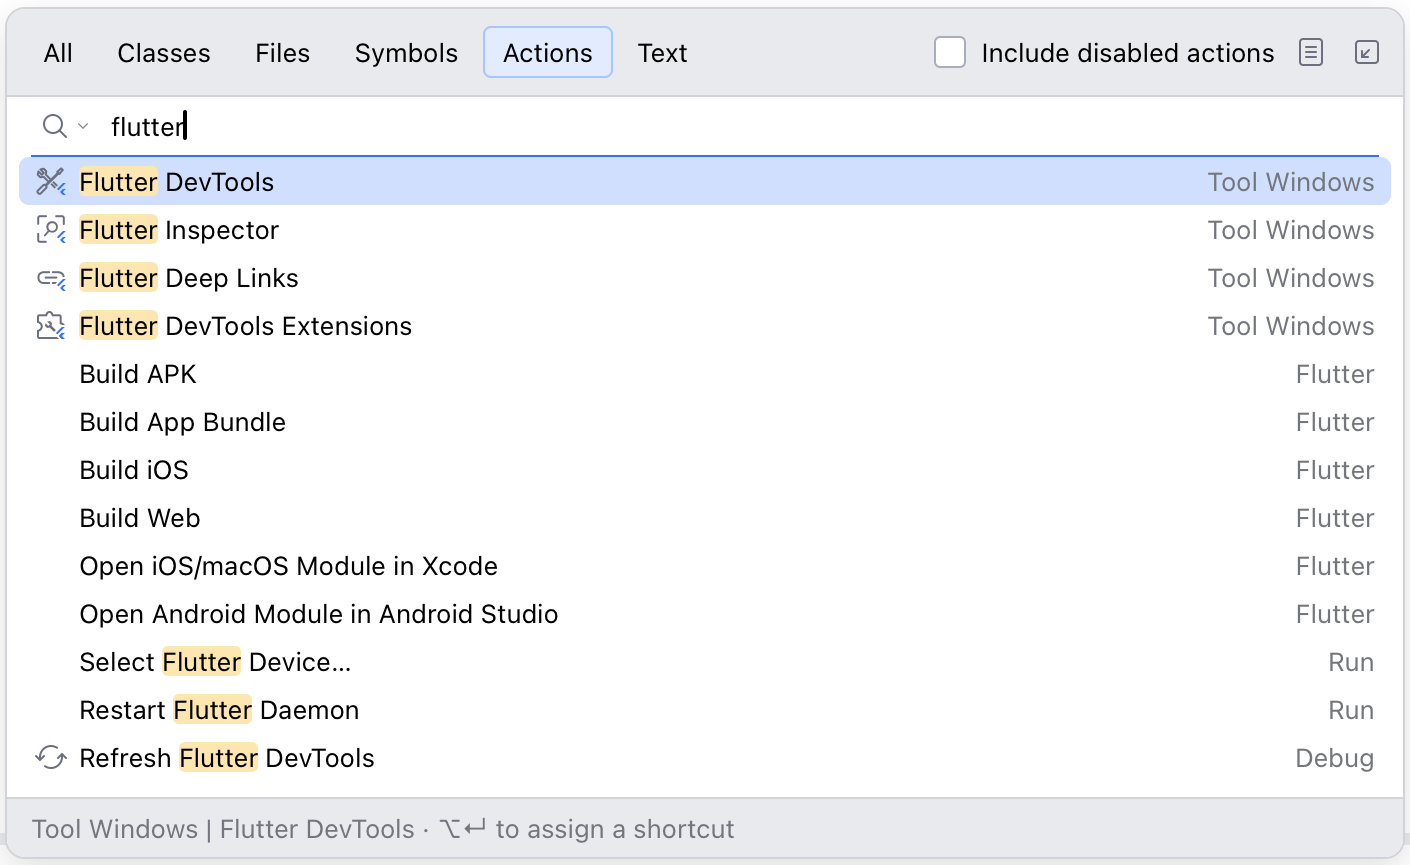 All Classes Files Symbols Actions Text Include disabled actions
flutter
Flutter DevTools Tool Windows
Flutter Inspector Tool Windows
Flutter Deep Links Tool Windows
Flutter DevTools Extensions Tool Windows
Build APK Flutter
Build App Bundle Flutter
Build iOS Flutter
Build Web Flutter
Open iOS/macOS Module in Xcode Flutter
Open Android Module in Android Studio Flutter
Select Flutter Device... Run
Restart Flutter Daemon Run
Refresh Flutter DevTools Debug
Tool Windows | Flutter DevTools · ⌥↵ to assign a shortcut